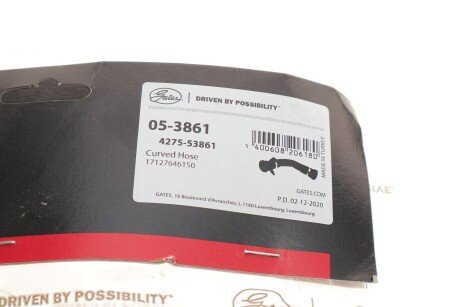 Gates DRIVEN BY POSSIBILITY™
05-3861
4275-53861
Curved Hose
17127646150
5 400608 206180
MADE IN TURKEY
GATES.COM
P.D. 02-12-2020
GATES, 16 Boulevard d'Avranches, L-1160 Luxembourg, Luxembourg
DRIVEN BY POSSIBILITY™